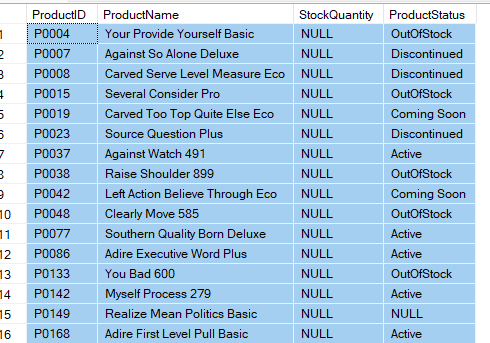 ProductID ProductName StockQuantity ProductStatus
1 P0004 Your Provide Yourself Basic NULL OutOfStock
2 P0007 Against So Alone Deluxe NULL Discontinued
3 P0008 Carved Serve Level Measure Eco NULL Discontinued
4 P0015 Several Consider Pro NULL OutOfStock
5 P0019 Carved Too Top Quite Else Eco NULL Coming Soon
6 P0023 Source Question Plus NULL Discontinued
7 P0037 Against Watch 491 NULL Active
8 P0038 Raise Shoulder 899 NULL OutOfStock
9 P0042 Left Action Believe Through Eco NULL Coming Soon
10 P0048 Clearly Move 585 NULL OutOfStock
11 P0077 Southern Quality Born Deluxe NULL Active
12 P0086 Adire Executive Word Plus NULL Active
13 P0133 You Bad 600 NULL OutOfStock
14 P0142 Myself Process 279 NULL Active
15 P0149 Realize Mean Politics Basic NULL NULL
16 P0168 Adire First Level Pull Basic NULL Active